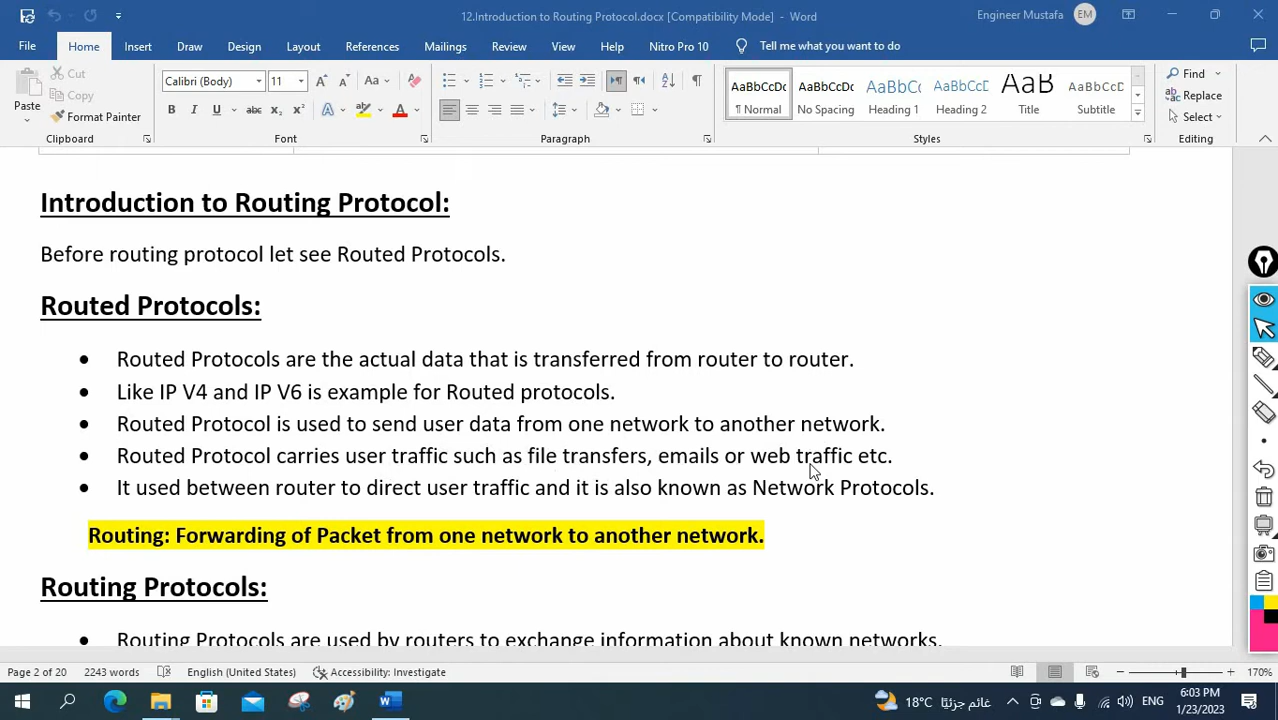 12.Introduction to Routing Protocol.docx [Compatibility Mode] - Word
Engineer Mustafa EM
File Home Insert Draw Design Layout References Mailings Review View Help Nitro Pro 10 Tell me what you want to do
Paste
Cut
Copy
Format Painter
Clipboard
Calibri (Body) 11
Font
Paragraph
AaBbCcDc
¶ Normal
AaBbCcDc
No Spacing
AaBbCc
Heading 1
AaBbCcD
Heading 2
AaB
Title
AaBbCcD
Subtitle
Styles
Find
Replace
Select
Editing
Introduction to Routing Protocol:
Before routing protocol let see Routed Protocols.
Routed Protocols:
• Routed Protocols are the actual data that is transferred from router to router.
• Like IP V4 and IP V6 is example for Routed protocols.
• Routed Protocol is used to send user data from one network to another network.
• Routed Protocol carries user traffic such as file transfers, emails or web traffic etc.
• It used between router to direct user traffic and it is also known as Network Protocols.
Routing: Forwarding of Packet from one network to another network.
Routing Protocols:
• Routing Protocols are used by routers to exchange information about known networks.
Page 2 of 20 2243 words English (United States) Accessibility: Investigate 170%
18°C غائم جزئيًا ENG 6:03 PM
1/23/2023